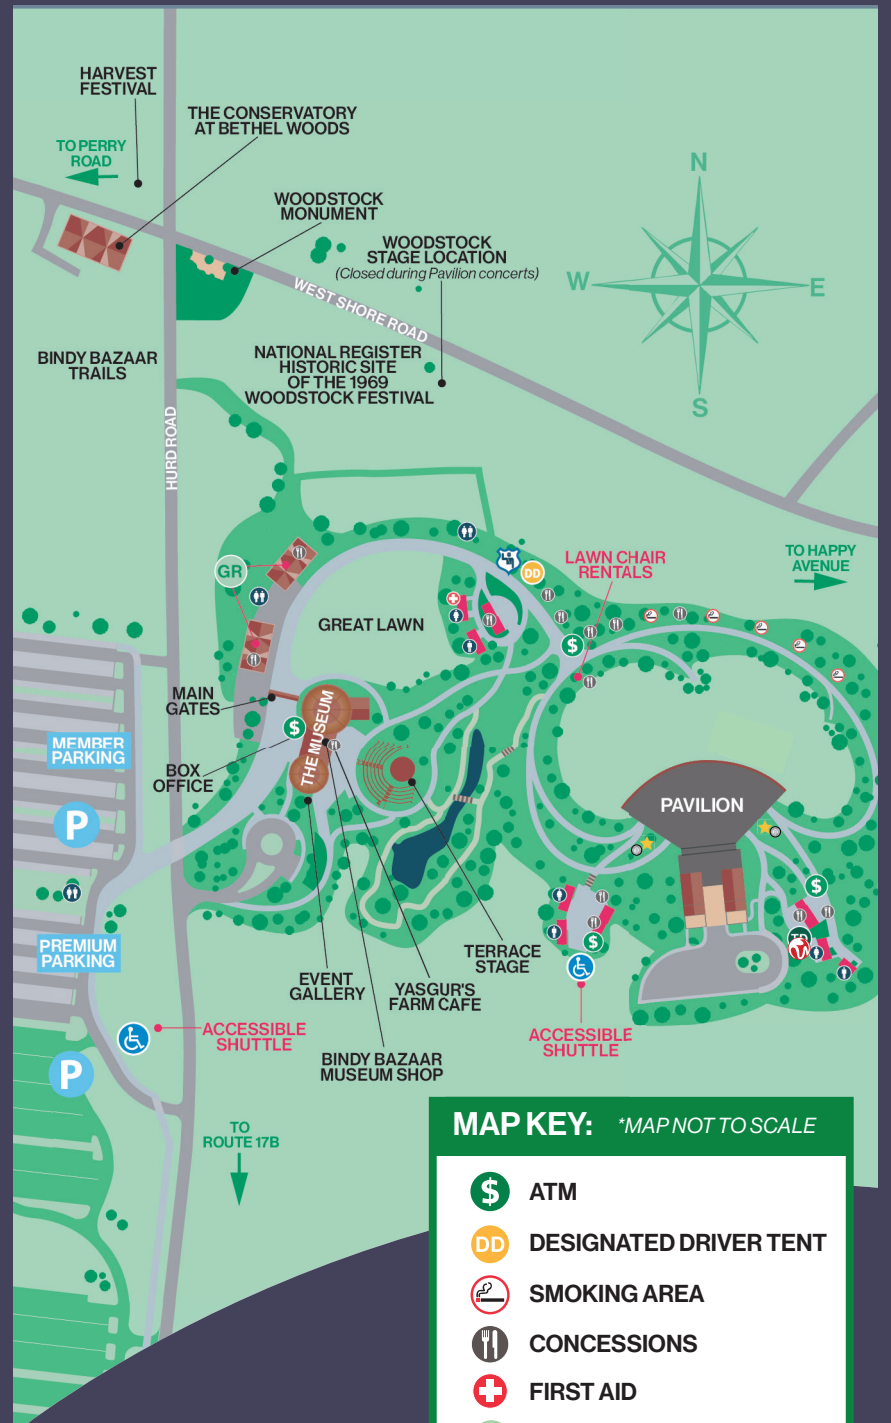 HARVEST
FESTIVAL
THE CONSERVATORY
AT BETHEL WOODS
TO PERRY
ROAD
WOODSTOCK
MONUMENT
WOODSTOCK
STAGE LOCATION
(Closed during Pavilion concerts)
N
W
E
S
WEST SHORE ROAD
BINDY BAZAAR
TRAILS
NATIONAL REGISTER
HISTORIC SITE
OF THE 1969
WOODSTOCK FESTIVAL
HURD ROAD
LAWN CHAIR
RENTALS
TO HAPPY
AVENUE
DD
GR
GREAT LAWN
$
MAIN
GATES
THE MUSEUM
$
MEMBER
PARKING
BOX
OFFICE
P
PAVILION
$
PREMIUM
PARKING
$
TERRACE
STAGE
EVENT
GALLERY
YASGUR'S
FARM CAFE
ACCESSIBLE
SHUTTLE
ACCESSIBLE
SHUTTLE
BINDY BAZAAR
MUSEUM SHOP
P
TO
ROUTE 17B
MAP KEY: *MAP NOT TO SCALE
$ ATM
DD DESIGNATED DRIVER TENT
SMOKING AREA
CONCESSIONS
FIRST AID